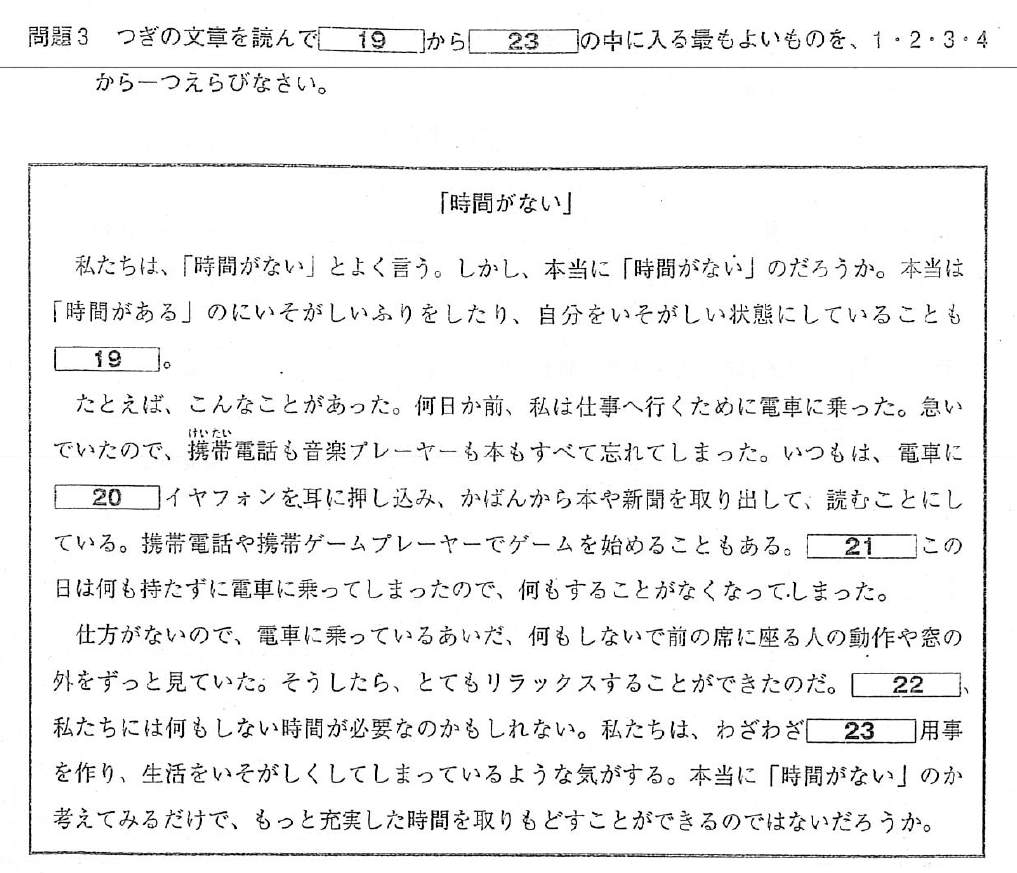 問題3　つぎの文章を読んで 19 から 23 の中に入る最もよいものを、1・2・3・4
から一つえらびなさい。
「時間がない」
私たちは、「時間がない」とよく言う。しかし、本当に「時間がない」のだろうか。本当は
「時間がある」のにいそがしいふりをしたり、自分をいそがしい状態にしていることも
19 。
たとえば、こんなことがあった。何日か前、私は仕事へ行くために電車に乗った。急い
けいたい
でいたので、携帯電話も音楽プレーヤーも本もすべて忘れてしまった。いつもは、電車に
20 イヤフォンを耳に押し込み、かばんから本や新聞を取り出して、読むことにし
ている。携帯電話や携帯ゲームプレーヤーでゲームを始めることもある。 21 この
日は何も持たずに電車に乗ってしまったので、何もすることがなくなってしまった。
仕方がないので、電車に乗っているあいだ、何もしないで前の席に座る人の動作や窓の
外をずっと見ていた。そうしたら、とてもリラックスすることができたのだ。 22 、
私たちには何もしない時間が必要なのかもしれない。私たちは、わざわざ 23 用事
を作り、生活をいそがしくしてしまっているような気がする。本当に「時間がない」のか
考えてみるだけで、もっと充実した時間を取りもどすことができるのではないだろうか。